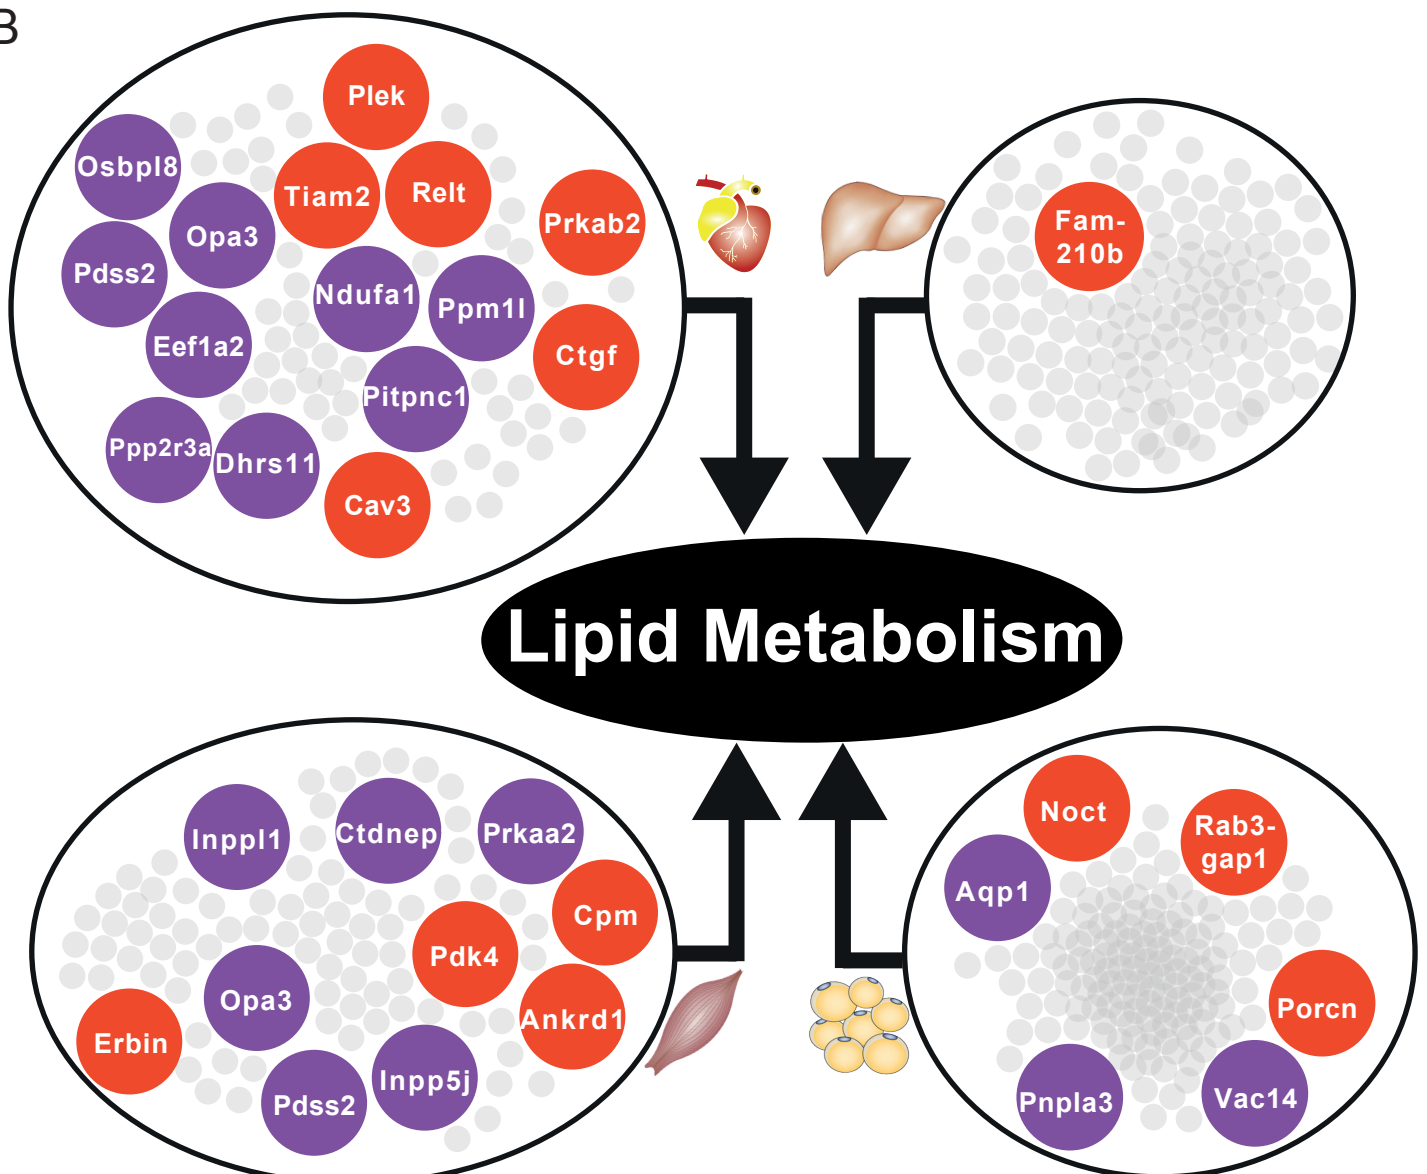 B
Plek
Osbpl8
Tiam2
Relt
Prkab2
Opa3
Pdss2
Ndufa1
Ppm1l
Eef1a2
Ctgf
Pitpnc1
Ppp2r3a
Dhrs11
Cav3
Fam-
210b
Lipid Metabolism
Inppl1
Ctdnep
Prkaa2
Cpm
Pdk4
Opa3
Ankrd1
Erbin
Inpp5j
Pdss2
Noct
Rab3-
gap1
Aqp1
Porcn
Pnpla3
Vac14